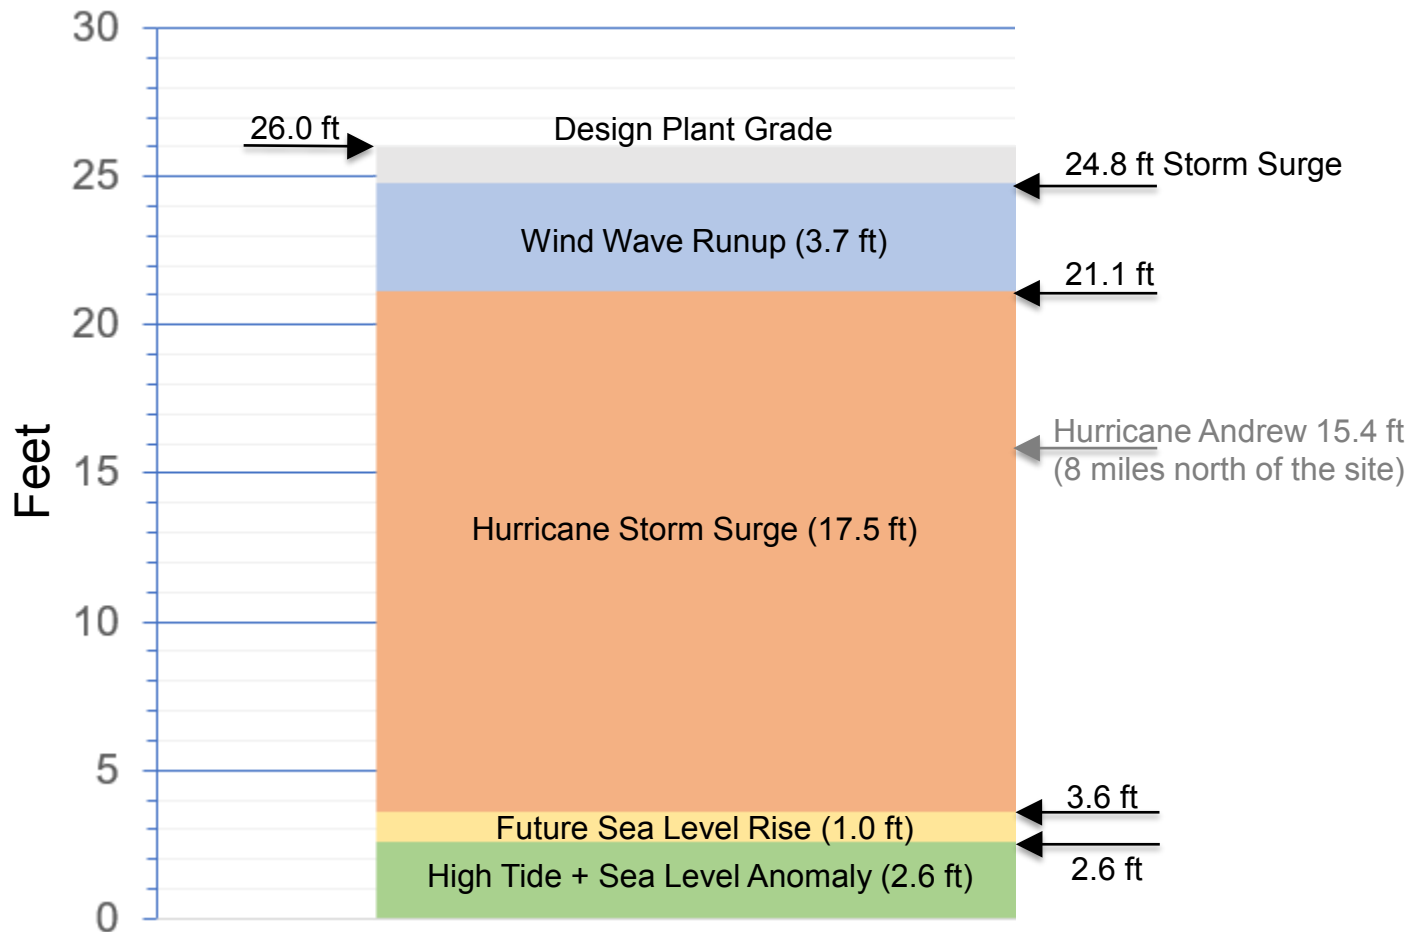 30
26.0 ft
Design Plant Grade
24.8 ft Storm Surge
25
Wind Wave Runup (3.7 ft)
21.1 ft
20
Feet
Hurricane Andrew 15.4 ft
(8 miles north of the site)
15
Hurricane Storm Surge (17.5 ft)
10
5
3.6 ft
Future Sea Level Rise (1.0 ft)
2.6 ft
High Tide + Sea Level Anomaly (2.6 ft)
0